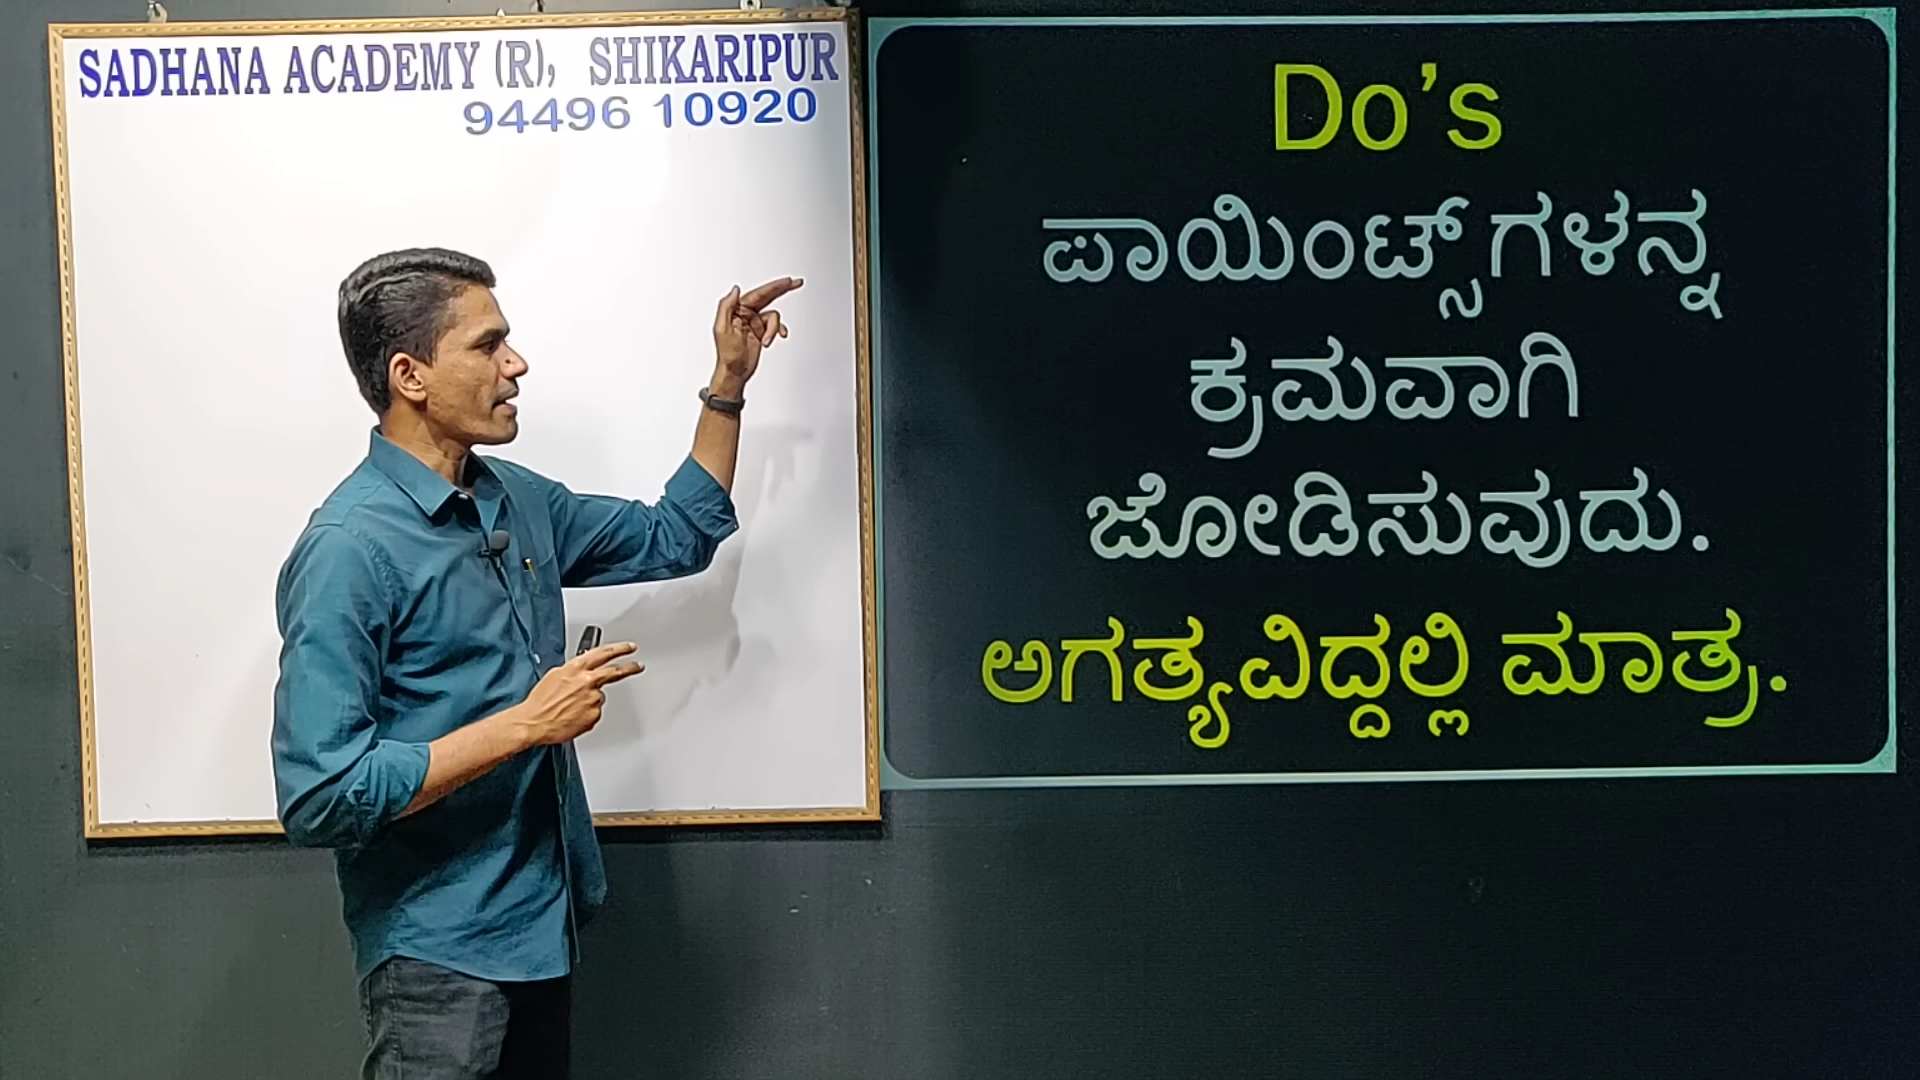 SADHANA ACADEMY (R), SHIKARIPUR
94496 10920
Do's
ಪಾಯಿಂಟ್ಸ್‌ಗಳನ್ನ
ಕ್ರಮವಾಗಿ
ಜೋಡಿಸುವುದು.
ಅಗತ್ಯವಿದ್ದಲ್ಲಿ ಮಾತ್ರ.